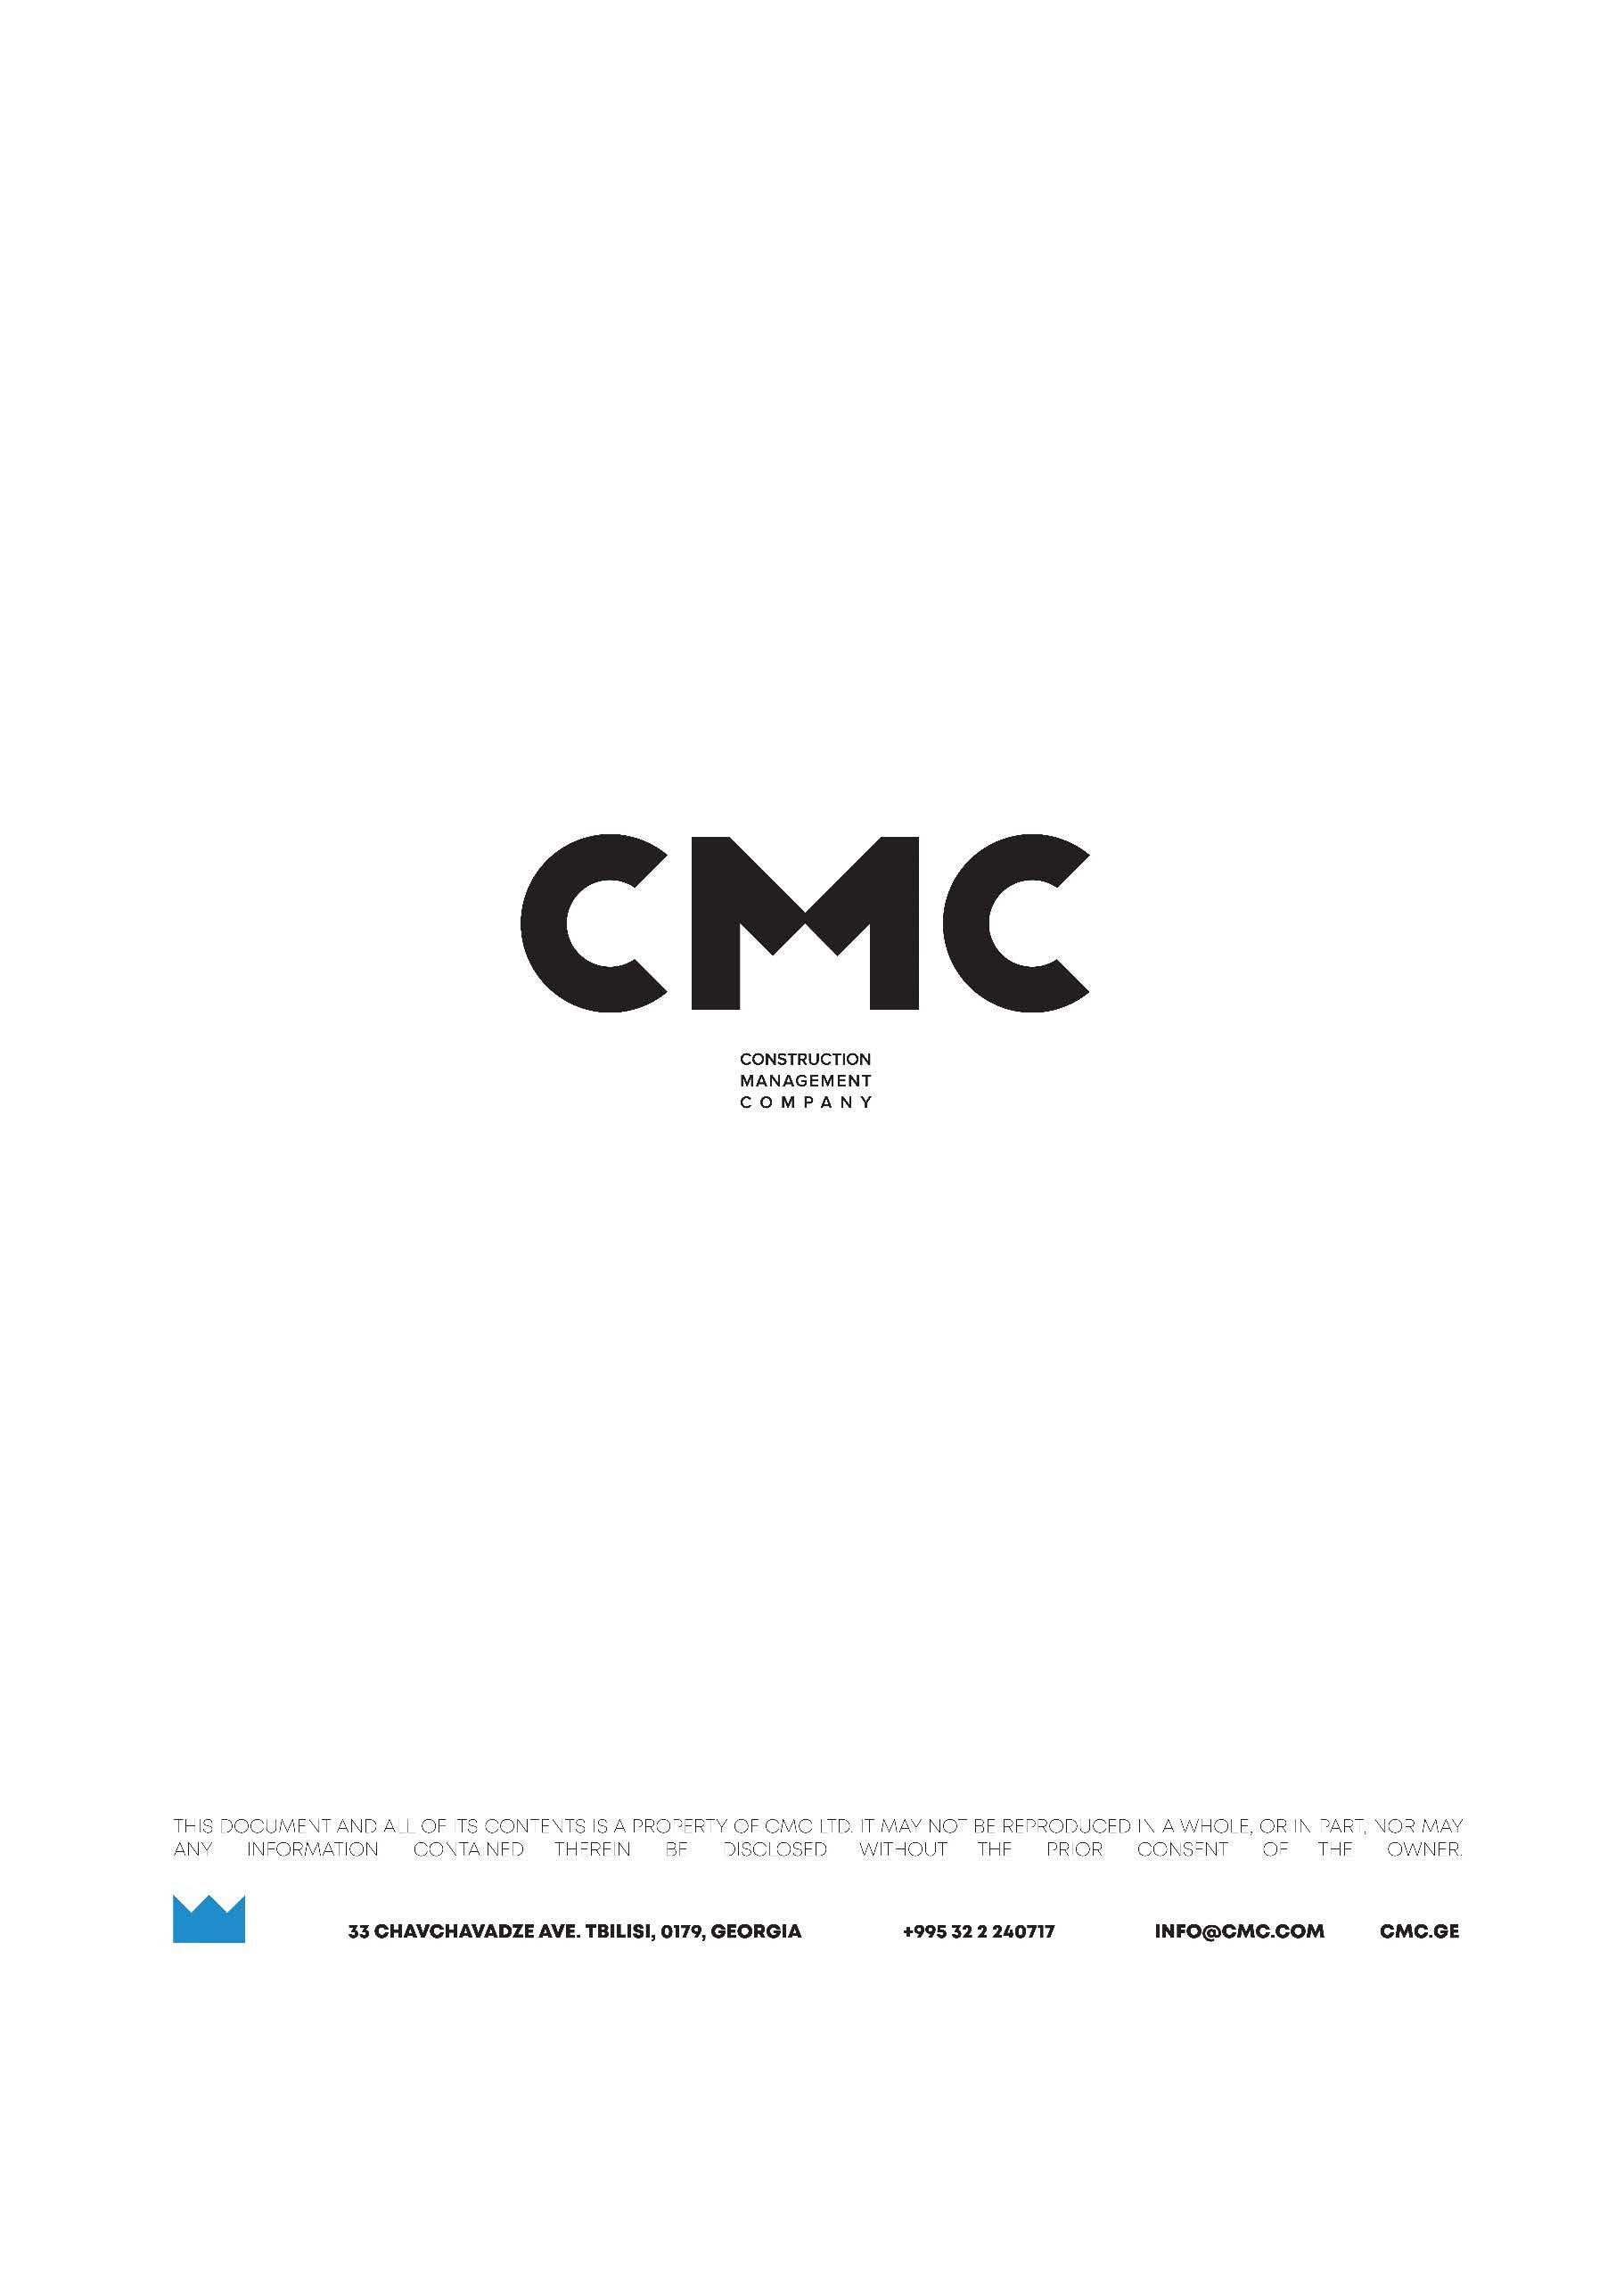 CMC
CONSTRUCTION
MANAGEMENT
COMPANY
THIS DOCUMENT AND ALL OF ITS CONTENTS IS A PROPERTY OF CMC LTD. IT MAY NOT BE REPRODUCED IN A WHOLE, OR IN PART, NOR MAY
ANY INFORMATION CONTAINED THEREIN BE DISCLOSED WITHOUT THE PRIOR CONSENT OF THE OWNER.
33 CHAVCHAVADZE AVE. TBILISI, 0179, GEORGIA +995 32 2 240717 INFO@CMC.COM CMC.GE